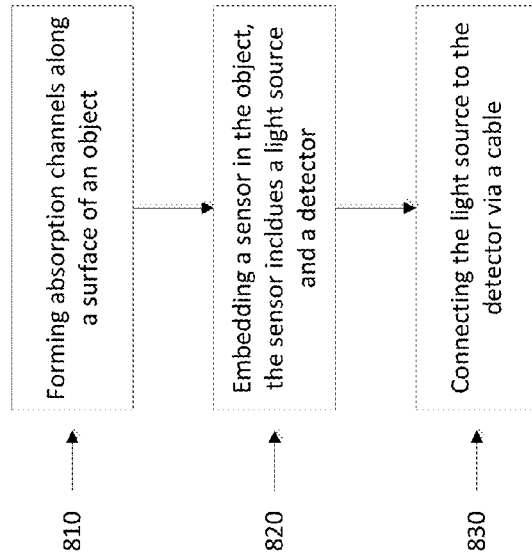 810
Forming absorption channels along
a surface of an object
820
Embedding a sensor in the object,
the sensor incldues a light source
and a detector
830
Connecting the light source to the
detector via a cable